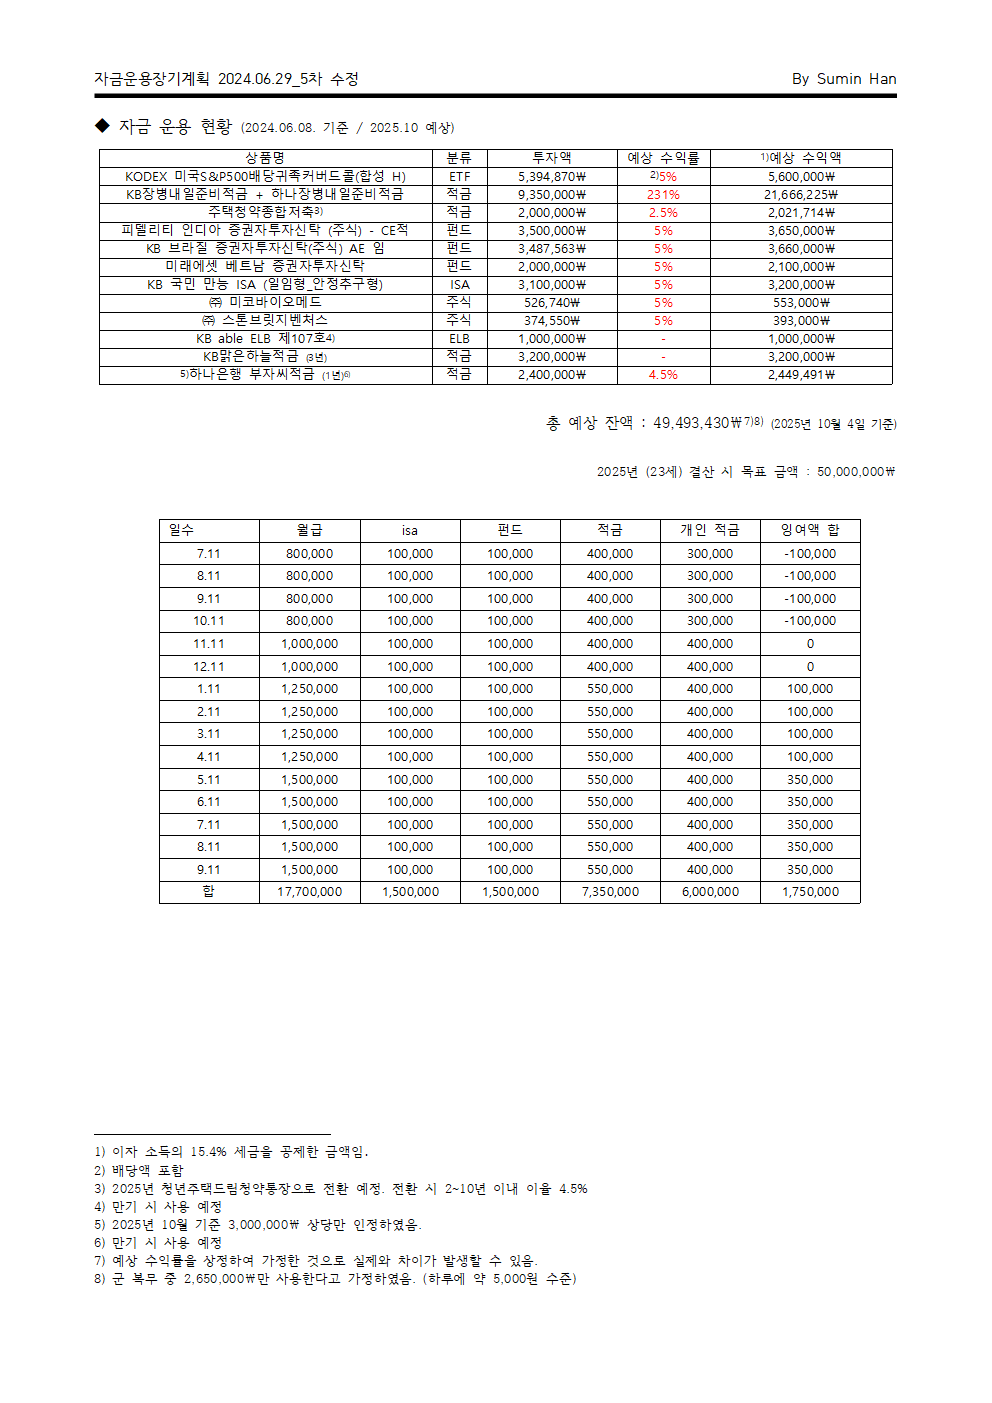 자금운용장기계획 2024.06.29_5차 수정 By Sumin Han
◆ 자금 운용 현황 (2024.06.08. 기준 / 2025.10 예상)
상품명 분류 투자액 예상 수익률 1)예상 수익액
KODEX 미국S&P500배당귀족커버드콜(합성 H) ETF 5,394,870₩ 2)5% 5,600,000₩
KB장병내일준비적금 + 하나장병내일준비적금 적금 9,350,000₩ 231% 21,666,225₩
주택청약종합저축3) 적금 2,000,000₩ 2.5% 2,021,714₩
피델리티 인디아 증권자투자신탁 (주식) - CE적 펀드 3,500,000₩ 5% 3,650,000₩
KB 브라질 증권자투자신탁(주식) AE 임 펀드 3,487,563₩ 5% 3,660,000₩
미래에셋 베트남 증권자투자신탁 펀드 2,000,000₩ 5% 2,100,000₩
KB 국민 만능 ISA (일임형_안정추구형) ISA 3,100,000₩ 5% 3,200,000₩
㈜ 미코바이오메드 주식 526,740₩ 5% 553,000₩
㈜ 스톤브릿지벤처스 주식 374,550₩ 5% 393,000₩
KB able ELB 제107호4) ELB 1,000,000₩ - 1,000,000₩
KB맑은하늘적금 (3년) 적금 3,200,000₩ - 3,200,000₩
5)하나은행 부자씨적금 (1년)6) 적금 2,400,000₩ 4.5% 2,449,491₩
총 예상 잔액 : 49,493,430₩7)8) (2025년 10월 4일 기준)
2025년 (23세) 결산 시 목표 금액 : 50,000,000₩
일수 월급 isa 펀드 적금 개인 적금 잉여액 합
7.11 800,000 100,000 100,000 400,000 300,000 -100,000
8.11 800,000 100,000 100,000 400,000 300,000 -100,000
9.11 800,000 100,000 100,000 400,000 300,000 -100,000
10.11 800,000 100,000 100,000 400,000 300,000 -100,000
11.11 1,000,000 100,000 100,000 400,000 400,000 0
12.11 1,000,000 100,000 100,000 400,000 400,000 0
1.11 1,250,000 100,000 100,000 550,000 400,000 100,000
2.11 1,250,000 100,000 100,000 550,000 400,000 100,000
3.11 1,250,000 100,000 100,000 550,000 400,000 100,000
4.11 1,250,000 100,000 100,000 550,000 400,000 100,000
5.11 1,500,000 100,000 100,000 550,000 400,000 350,000
6.11 1,500,000 100,000 100,000 550,000 400,000 350,000
7.11 1,500,000 100,000 100,000 550,000 400,000 350,000
8.11 1,500,000 100,000 100,000 550,000 400,000 350,000
9.11 1,500,000 100,000 100,000 550,000 400,000 350,000
합 17,700,000 1,500,000 1,500,000 7,350,000 6,000,000 1,750,000
1) 이자 소득의 15.4% 세금을 공제한 금액임.
2) 배당액 포함
3) 2025년 청년주택드림청약통장으로 전환 예정. 전환 시 2~10년 이내 이율 4.5%
4) 만기 시 사용 예정
5) 2025년 10월 기준 3,000,000₩ 상당만 인정하였음.
6) 만기 시 사용 예정
7) 예상 수익률을 상정하여 가정한 것으로 실제와 차이가 발생할 수 있음.
8) 군 복무 중 2,650,000₩만 사용한다고 가정하였음. (하루에 약 5,000원 수준)